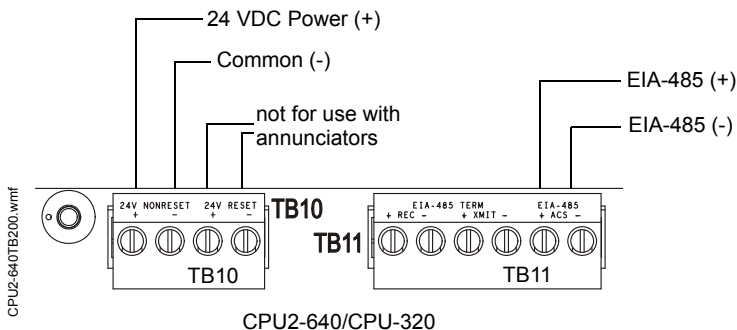 24 VDC Power (+)
Common (-)
not for use with
annunciators
EIA-485 (+)
EIA-485 (-)
CPU2-640TB200.wmf
24V NONRESET 24V RESET
+ - + -
TB10
TB10
EIA-485 TERM EIA-485
+ REC - + XMIT - + ACS -
TB11
TB11
CPU2-640/CPU-320